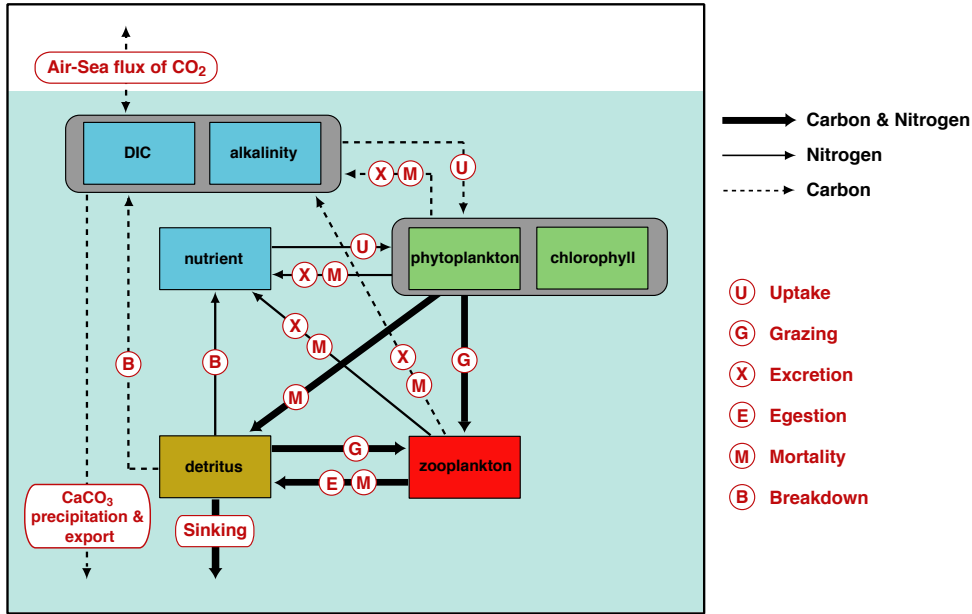 Air-Sea flux of CO₂
DIC
alkalinity
U
X
M
nutrient
U
phytoplankton
chlorophyll
X
M
X
M
X
M
G
B
B
M
detritus
G
zooplankton
E
M
CaCO₃
precipitation &
export
Sinking
Carbon & Nitrogen
Nitrogen
Carbon
U Uptake
G Grazing
X Excretion
E Egestion
M Mortality
B Breakdown